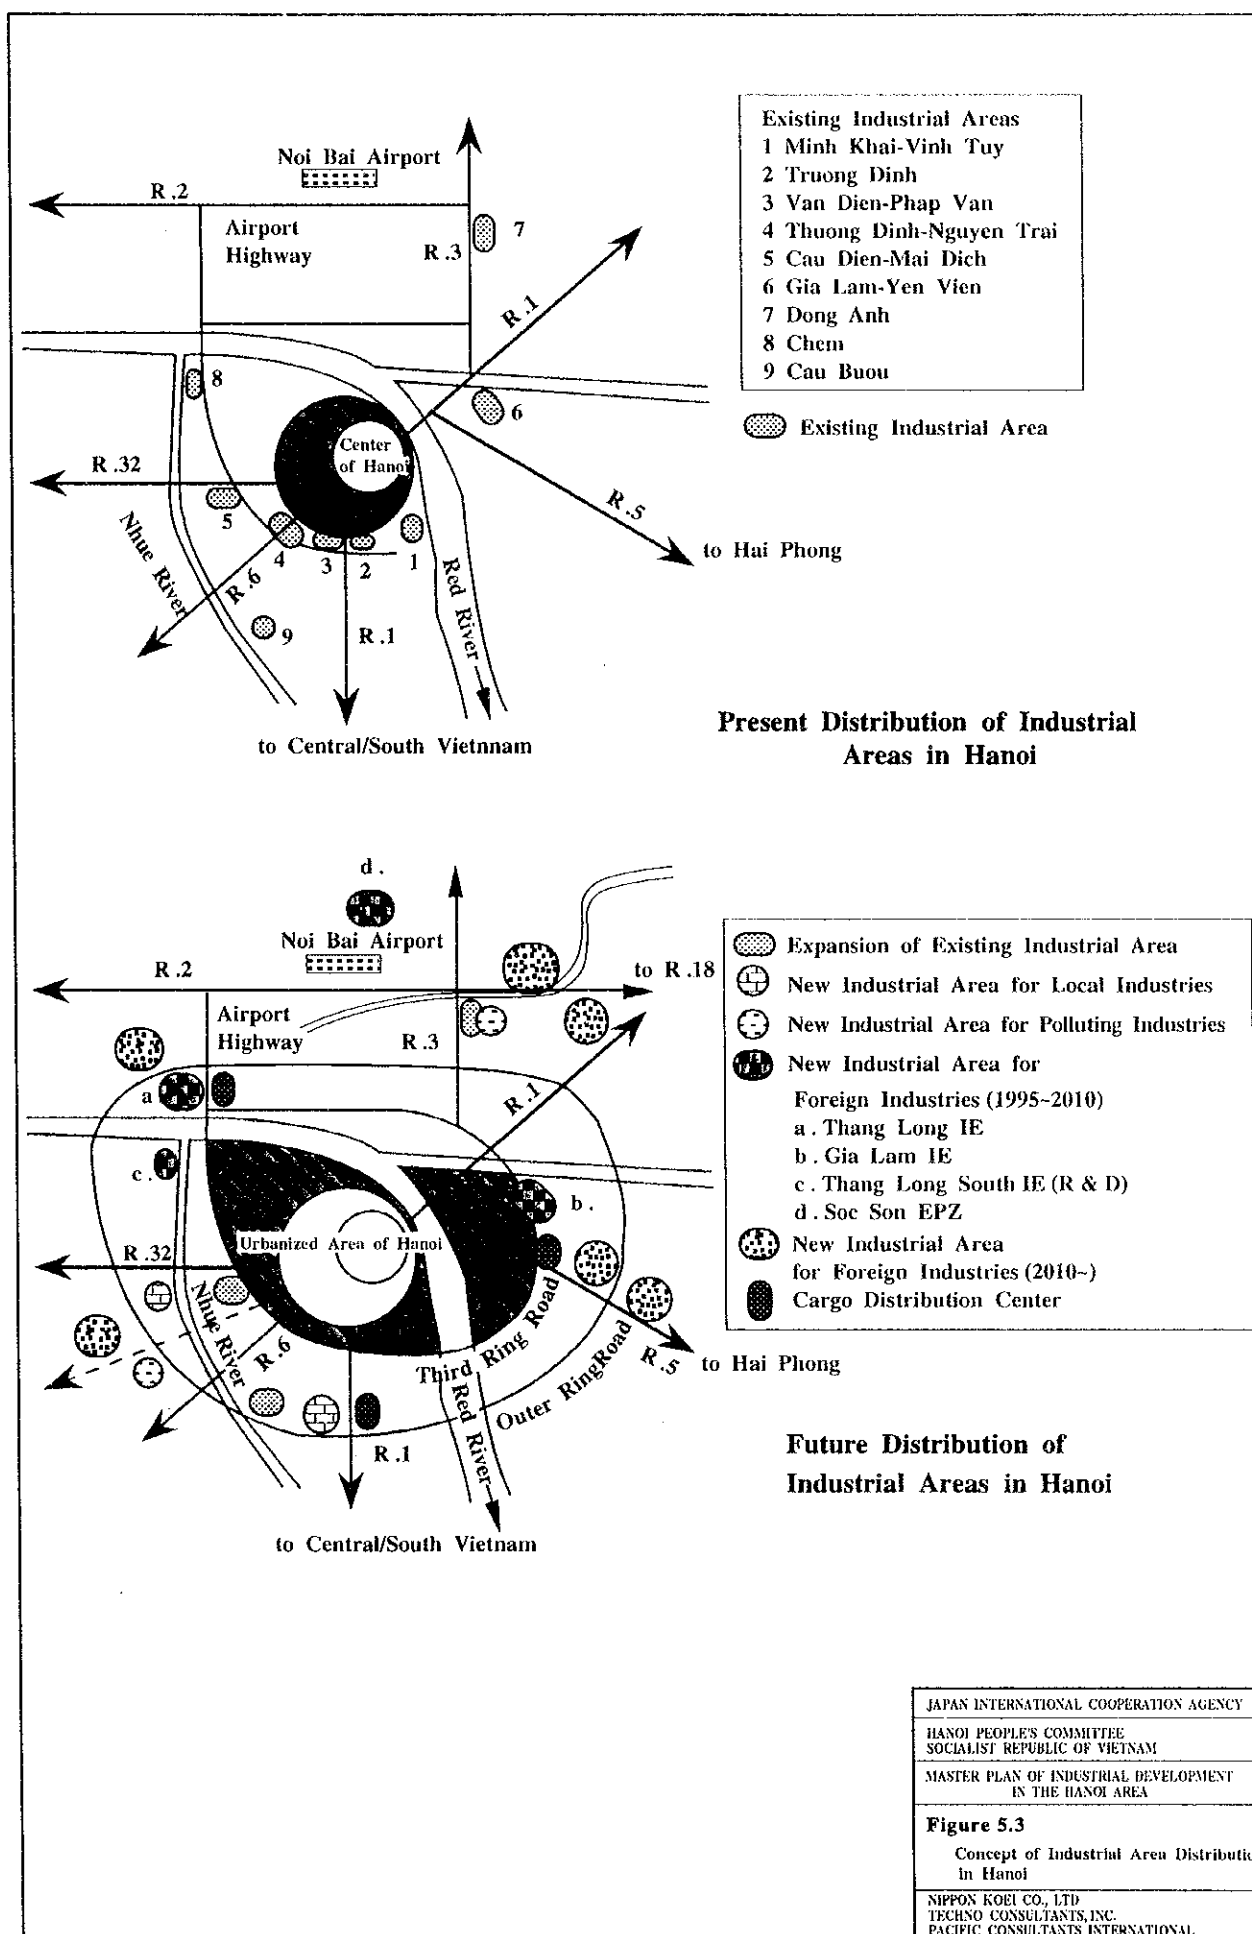 Existing Industrial Areas
1 Minh Khai-Vinh Tuy
2 Truong Dinh
3 Van Dien-Phap Van
4 Thuong Dinh-Nguyen Trai
5 Cau Dien-Mai Dich
6 Gia Lam-Yen Vien
7 Dong Anh
8 Chem
9 Cau Buou
Existing Industrial Area
Noi Bai Airport
R.2
Airport
Highway
R.3
7
R.1
8
6
Center
of Hanoi
R.32
5
R.5
to Hai Phong
Nhue River
4
3
2
1
R.6
9
R.1
Red River
to Central/South Vietnnam
Present Distribution of Industrial
Areas in Hanoi
d.
Noi Bai Airport
R.2
to R.18
Airport
Highway
R.3
R.1
a.
c.
b.
Urbanized Area of Hanoi
R.32
Nhue River
R.6
Third Ring Road
Outer RingRoad
R.5
to Hai Phong
Red River
R.1
to Central/South Vietnam
Expansion of Existing Industrial Area
New Industrial Area for Local Industries
New Industrial Area for Polluting Industries
New Industrial Area for
Foreign Industries (1995~2010)
a. Thang Long IE
b. Gia Lam IE
c. Thang Long South IE (R & D)
d. Soc Son EPZ
New Industrial Area
for Foreign Industries (2010~)
Cargo Distribution Center
Future Distribution of
Industrial Areas in Hanoi
JAPAN INTERNATIONAL COOPERATION AGENCY
HANOI PEOPLE'S COMMITTEE
SOCIALIST REPUBLIC OF VIETNAM
MASTER PLAN OF INDUSTRIAL DEVELOPMENT
IN THE HANOI AREA
Figure 5.3
Concept of Industrial Area Distributio
in Hanoi
NIPPON KOEI CO., LTD
TECHNO CONSULTANTS, INC.
PACIFIC CONSULTANTS INTERNATIONAL